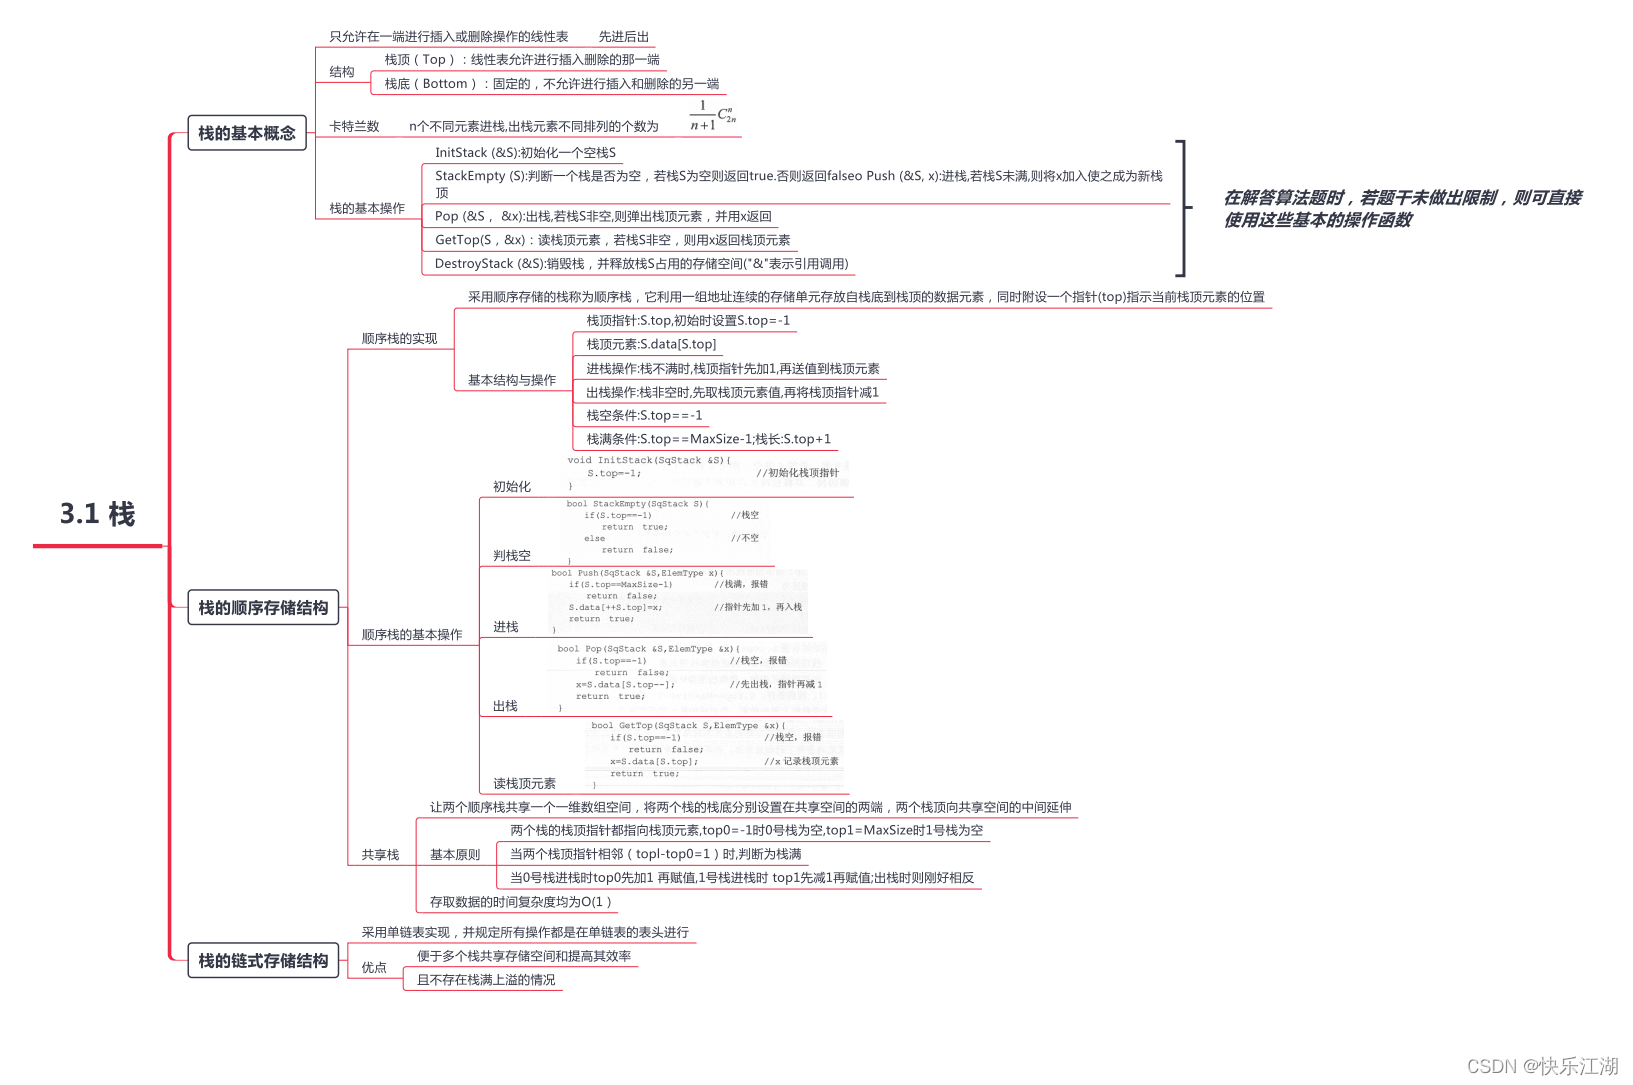 3.1 栈
栈的基本概念
只允许在一端进行插入或删除操作的线性表 先进后出
结构
栈顶（Top）：线性表允许进行插入删除的那一端
栈底（Bottom）：固定的，不允许进行插入和删除的另一端
卡特兰数 n个不同元素进栈,出栈元素不同排列的个数为 \frac{1}{n+1}C_{2n}^{n}
栈的基本操作
InitStack (&S):初始化一个空栈S
StackEmpty (S):判断一个栈是否为空，若栈S为空则返回true.否则返回falseo Push (&S, x):进栈,若栈S未满,则将x加入使之成为新栈
顶
Pop (&S， &x):出栈,若栈S非空,则弹出栈顶元素，并用x返回
GetTop(S，&x)：读栈顶元素，若栈S非空，则用x返回栈顶元素
DestroyStack (&S):销毁栈，并释放栈S占用的存储空间("&"表示引用调用)
在解答算法题时，若题干未做出限制，则可直接
使用这些基本的操作函数
栈的顺序存储结构
顺序栈的实现
采用顺序存储的栈称为顺序栈，它利用一组地址连续的存储单元存放自栈底到栈顶的数据元素，同时附设一个指针(top)指示当前栈顶元素的位置
基本结构与操作
栈顶指针:S.top,初始时设置S.top=-1
栈顶元素:S.data[S.top]
进栈操作:栈不满时,栈顶指针先加1,再送值到栈顶元素
出栈操作:栈非空时,先取栈顶元素值,再将栈顶指针减1
栈空条件:S.top==-1
栈满条件:S.top==MaxSize-1;栈长:S.top+1
顺序栈的基本操作
初始化
void InitStack(SqStack &S){
S.top=-1; //初始化栈顶指针
}
判栈空
bool StackEmpty(SqStack S){
if(S.top==-1) //栈空
return true;
else //不空
return false;
}
进栈
bool Push(SqStack &S,ElemType x){
if(S.top==MaxSize-1) //栈满，报错
return false;
S.data[++S.top]=x; //指针先加 1，再入栈
return true;
}
出栈
bool Pop(SqStack &S,ElemType &x){
if(S.top==-1) //栈空，报错
return false;
x=S.data[S.top--]; //先出栈，指针再减 1
return true;
}
读栈顶元素
bool GetTop(SqStack S,ElemType &x){
if(S.top==-1) //栈空，报错
return false;
x=S.data[S.top]; //x 记录栈顶元素
return true;
}
共享栈
让两个顺序栈共享一个一维数组空间，将两个栈的栈底分别设置在共享空间的两端，两个栈顶向共享空间的中间延伸
基本原则
两个栈的栈顶指针都指向栈顶元素,top0=-1时0号栈为空,top1=MaxSize时1号栈为空
当两个栈顶指针相邻（topl-top0=1）时,判断为栈满
当0号栈进栈时top0先加1 再赋值,1号栈进栈时 top1先减1再赋值;出栈时则刚好相反
存取数据的时间复杂度均为O(1）
栈的链式存储结构
采用单链表实现，并规定所有操作都是在单链表的表头进行
优点
便于多个栈共享存储空间和提高其效率
且不存在栈满上溢的情况
CSDN @快乐江湖